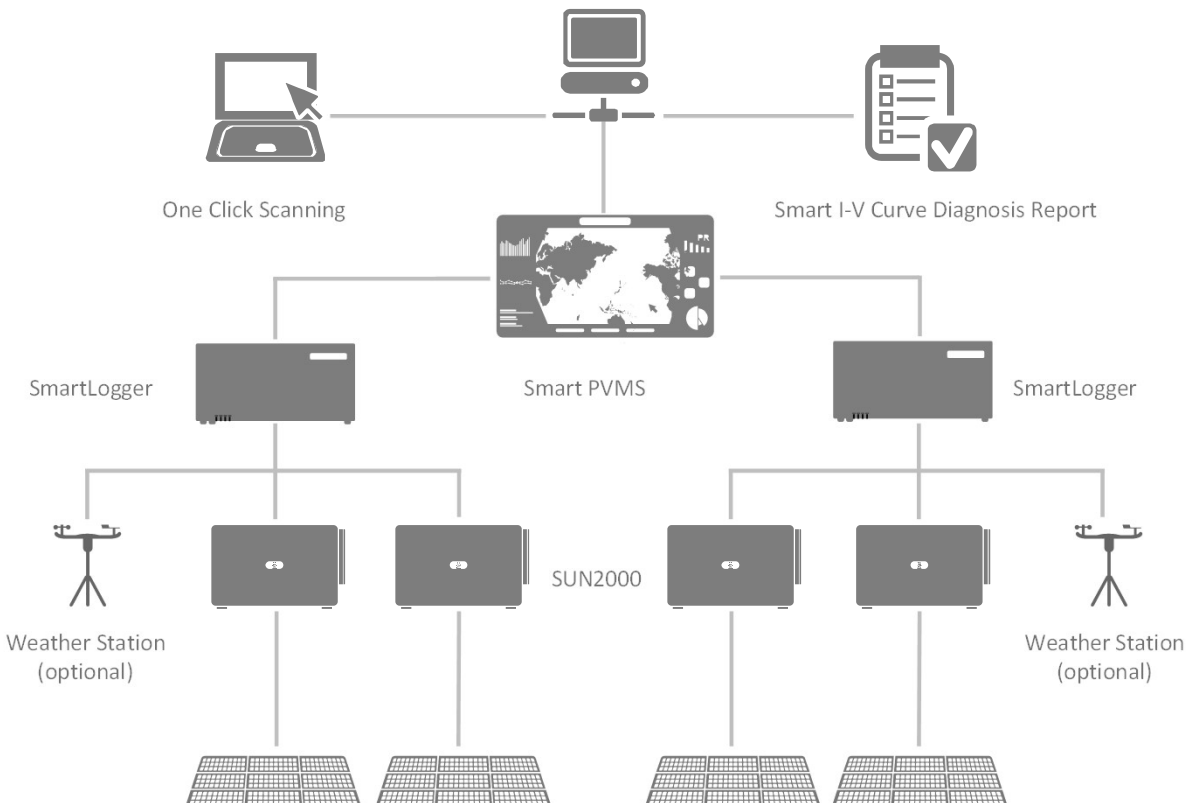 One Click Scanning
Smart I-V Curve Diagnosis Report
SmartLogger
Smart PVMS
SmartLogger
SUN2000
Weather Station
(optional)
Weather Station
(optional)